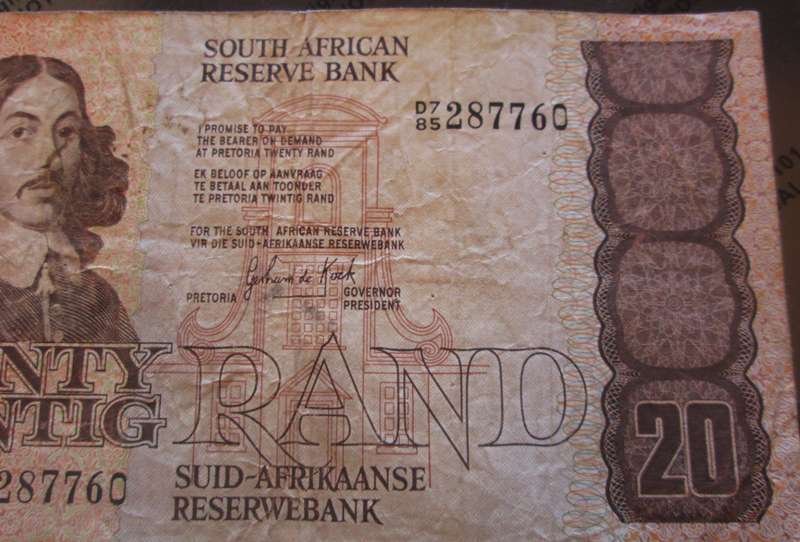 SOUTH AFRICAN
RESERVE BANK
D7
85 287760
I PROMISE TO PAY
THE BEARER ON DEMAND
AT PRETORIA TWENTY RAND
EK BELOOF OP AANVRAAG
TE BETAAL AAN TOONDER
TE PRETORIA TWINTIG RAND
FOR THE SOUTH AFRICAN RESERVE BANK
VIR DIE SUID-AFRIKAANSE RESERWEBANK
Gerhard de Kock
PRETORIA
GOVERNOR
PRESIDENT
NTY
NTIG
RAND
20
287760
SUID-AFRIKAANSE
RESERWEBANK